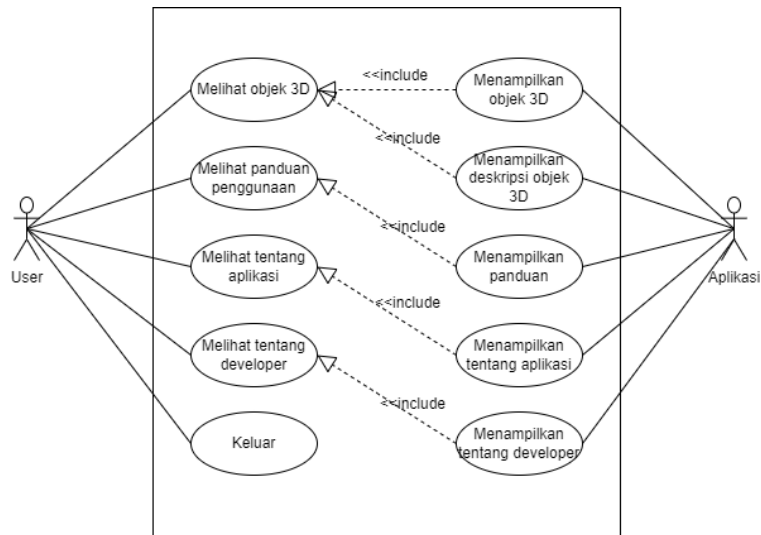 <<include
Melihat objek 3D
Menampilkan
objek 3D
<<include
Melihat panduan
penggunaan
Menampilkan
deskripsi objek
3D
<<include
User
Melihat tentang
aplikasi
Menampilkan
panduan
Aplikasi
<<include
Melihat tentang
developer
Menampilkan
tentang aplikasi
<<include
Keluar
Menampilkan
tentang developer